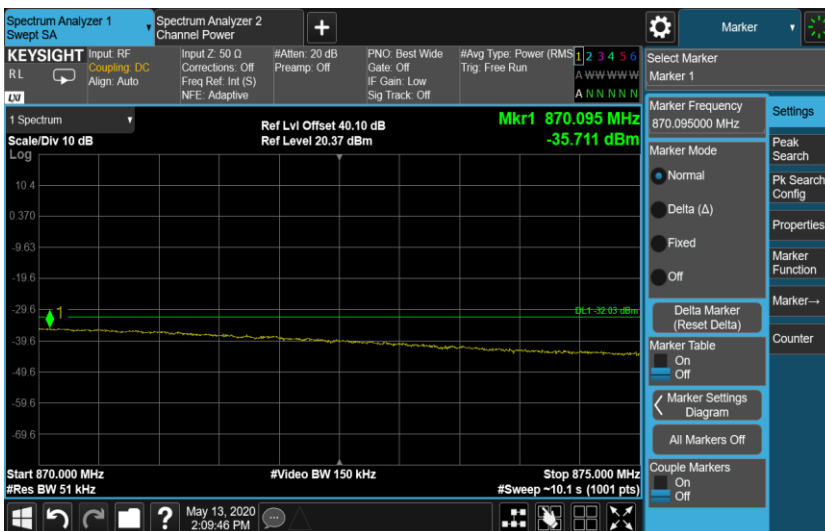 Spectrum Analyzer 1
Swept SA
Spectrum Analyzer 2
Channel Power
Marker
KEYSIGHT
RL
LXI
Input: RF
Coupling: DC
Align: Auto
Input Z: 50 Ω
Corrections: Off
Freq Ref: Int (S)
NFE: Adaptive
#Atten: 20 dB
Preamp: Off
PNO: Best Wide
Gate: Off
IF Gain: Low
Sig Track: Off
#Avg Type: Power (RMS
Trig: Free Run
1 2 3 4 5 6
A W W W W W
A N N N N N
Select Marker
Marker 1
1 Spectrum
Scale/Div 10 dB
Log
Ref Lvl Offset 40.10 dB
Ref Level 20.37 dBm
Mkr1 870.095 MHz
-35.711 dBm
10.4
0.370
-9.63
-19.6
-29.6
-39.6
-49.6
-59.6
-69.6
1
DL1 -32.03 dBm
Start 870.000 MHz
#Res BW 51 kHz
#Video BW 150 kHz
Stop 875.000 MHz
#Sweep ~10.1 s (1001 pts)
Marker Frequency
870.095000 MHz
Marker Mode
Normal
Delta (Δ)
Fixed
Off
Delta Marker
(Reset Delta)
Marker Table
On
Off
Marker Settings
Diagram
All Markers Off
Couple Markers
On
Off
Settings
Peak
Search
Pk Search
Config
Properties
Marker
Function
Marker→
Counter
May 13, 2020
2:09:46 PM